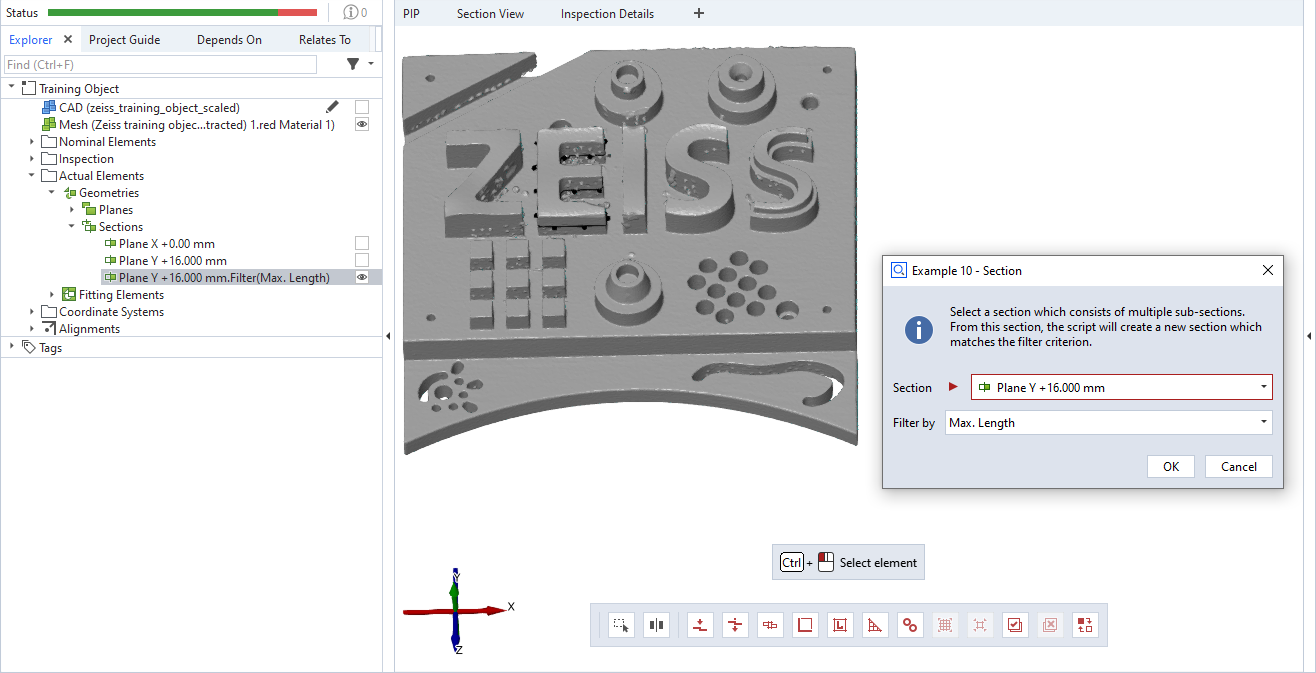 Status
0
PIP
Section View
Inspection Details
Explorer
Project Guide
Depends On
Relates To
Find (Ctrl+F)
Training Object
CAD (zeiss_training_object_scaled)
Mesh (Zeiss training objec...tracted) 1.red Material 1)
Nominal Elements
Inspection
Actual Elements
Geometries
Planes
Sections
Plane X +0.00 mm
Plane Y +16.000 mm
Plane Y +16.000 mm.Filter(Max. Length)
Fitting Elements
Coordinate Systems
Alignments
Tags
ZEISS
Example 10 - Section
Select a section which consists of multiple sub-sections.
From this section, the script will create a new section which
matches the filter criterion.
Section
Plane Y +16.000 mm
Filter by
Max. Length
OK
Cancel
Ctrl + Select element
Y
X
Z